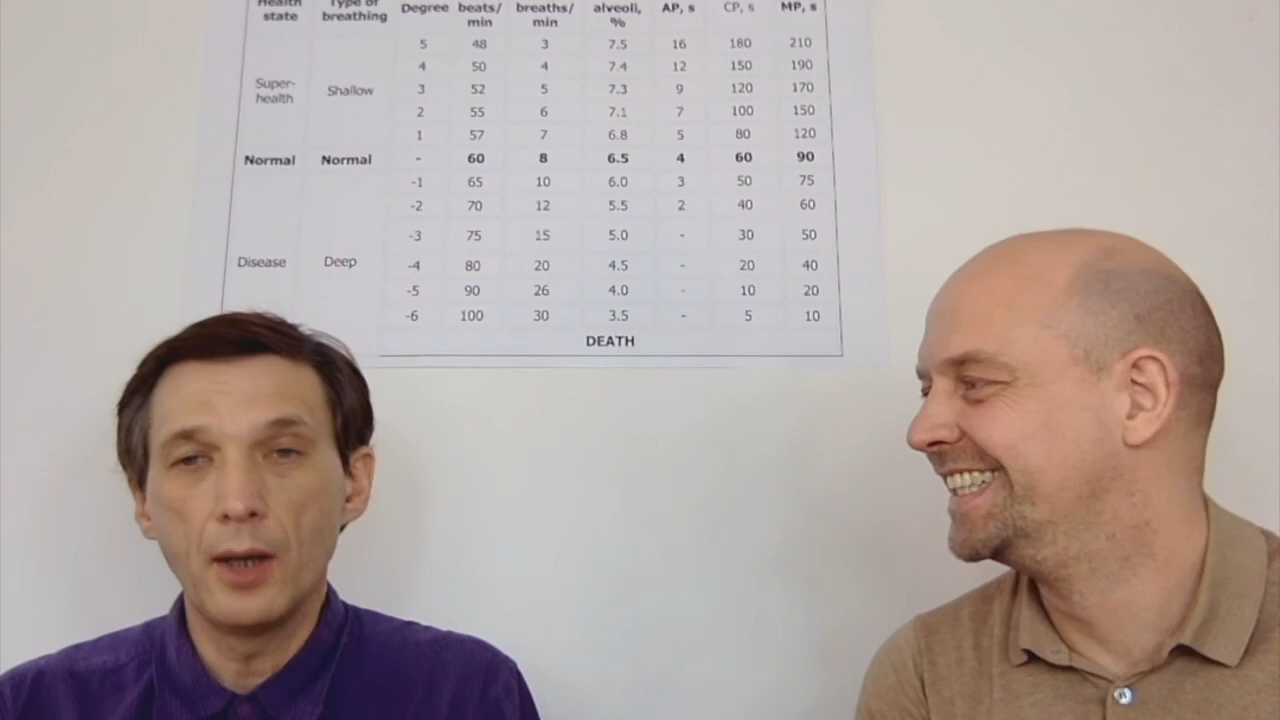 Health Type of Degree beats/ breaths/ alveoli, AP, s CP, s MP, s
state breathing min min %
5 48 3 7.5 16 180 210
4 50 4 7.4 12 150 190
Super- Shallow 3 52 5 7.3 9 120 170
health
2 55 6 7.1 7 100 150
1 57 7 6.8 5 80 120
Normal Normal - 60 8 6.5 4 60 90
-1 65 10 6.0 3 50 75
-2 70 12 5.5 2 40 60
-3 75 15 5.0 - 30 50
Disease Deep -4 80 20 4.5 - 20 40
-5 90 26 4.0 - 10 20
-6 100 30 3.5 - 5 10
DEATH